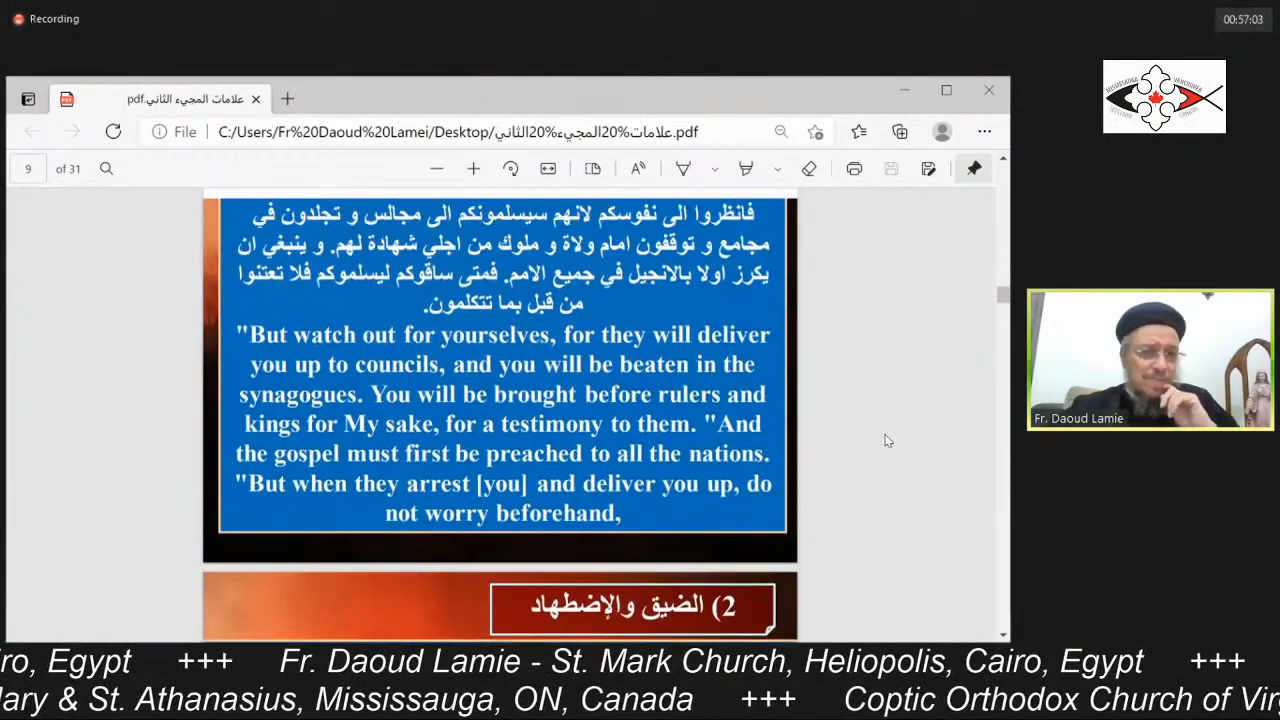 Recording
00:57:03
علامات المجيء الثاني.pdf
File C:/Users/Fr%20Daoud%20Lamei/Desktop/علامات%20المجيء%20الثاني.pdf
9 of 31
فانظروا الى نفوسكم لانهم سيسلمونكم الى مجالس و تجلدون في
مجامع و توقفون امام ولاة و ملوك من اجلي شهادة لهم. و ينبغي ان
يكرز اولا بالانجيل في جميع الامم. فمتى ساقوكم ليسلموكم فلا تعتنوا
من قبل بما تتكلمون.
"But watch out for yourselves, for they will deliver
you up to councils, and you will be beaten in the
synagogues. You will be brought before rulers and
kings for My sake, for a testimony to them. "And
the gospel must first be preached to all the nations.
"But when they arrest [you] and deliver you up, do
not worry beforehand,
2) الضيق والإضطهاد
MISSISSAUGA VANCOUVER
Fr. Daoud Lamie
ro, Egypt +++ Fr. Daoud Lamie - St. Mark Church, Heliopolis, Cairo, Egypt +++
lary & St. Athanasius, Mississauga, ON, Canada +++ Coptic Orthodox Church of Vir